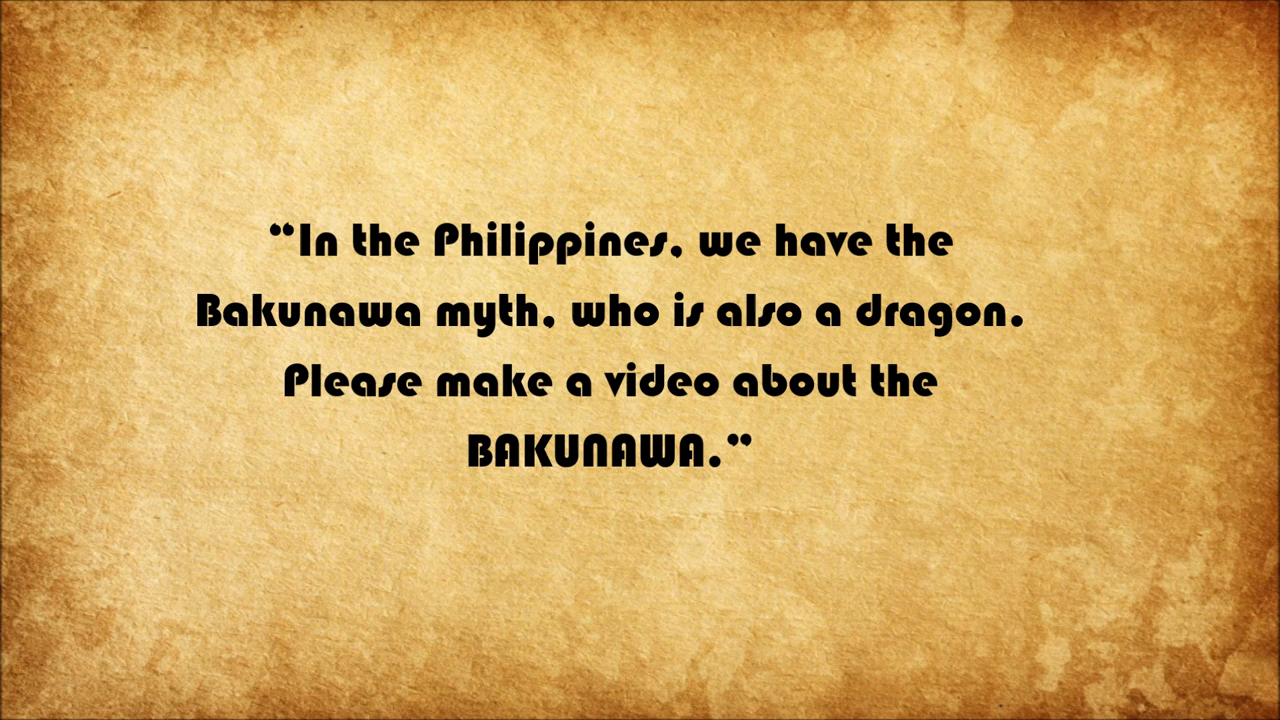 “In the Philippines, we have the
Bakunawa myth, who is also a dragon.
Please make a video about the
BAKUNAWA.”